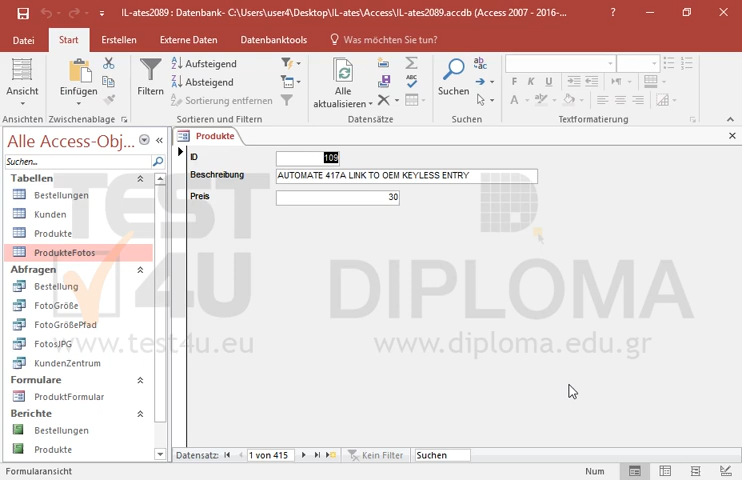 IL-ates2089 : Datenbank- C:\Users\user4\Desktop\IL-ates\Access\IL-ates2089.accdb (Access 2007 - 2016-...
Datei Start Erstellen Externe Daten Datenbanktools Was möchten Sie tun?
Ansicht Einfügen Filtern Aufsteigend Absteigend Sortierung entfernen Alle aktualisieren Suchen
F K U
Ansichten Zwischenablage Sortieren und Filtern Datensätze Suchen Textformatierung
Alle Access-Obj...
Suchen...
Tabellen
Bestellungen
Kunden
Produkte
ProdukteFotos
Abfragen
Bestellung
FotoGröße
FotoGrößePfad
FotosJPG
KundenZentrum
Formulare
ProduktFormular
Berichte
Bestellungen
Produkte
Produkte
ID 109
Beschreibung AUTOMATE 417A LINK TO OEM KEYLESS ENTRY
Preis 30
TEST 4U
www.test4u.eu
D
DIPLOMA
www.diploma.edu.gr
Datensatz: 1 von 415 Kein Filter Suchen
Formularansicht Num